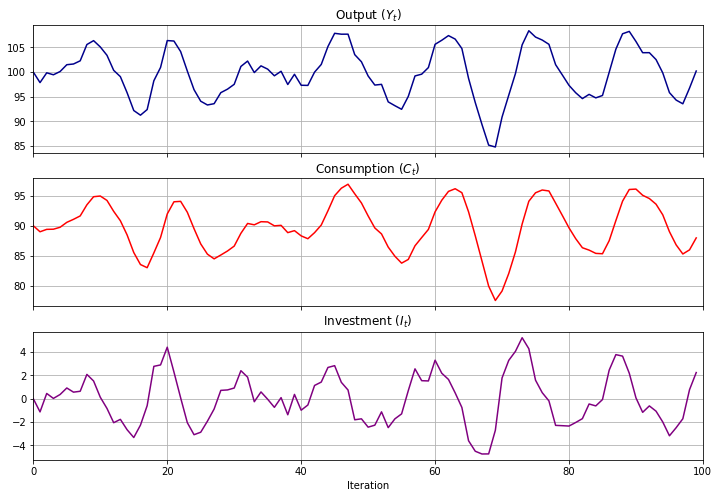 Output (Y_t)
105
100
95
90
85
Consumption (C_t)
95
90
85
80
Investment (I_t)
4
2
0
−2
−4
0 20 40 60 80 100
Iteration